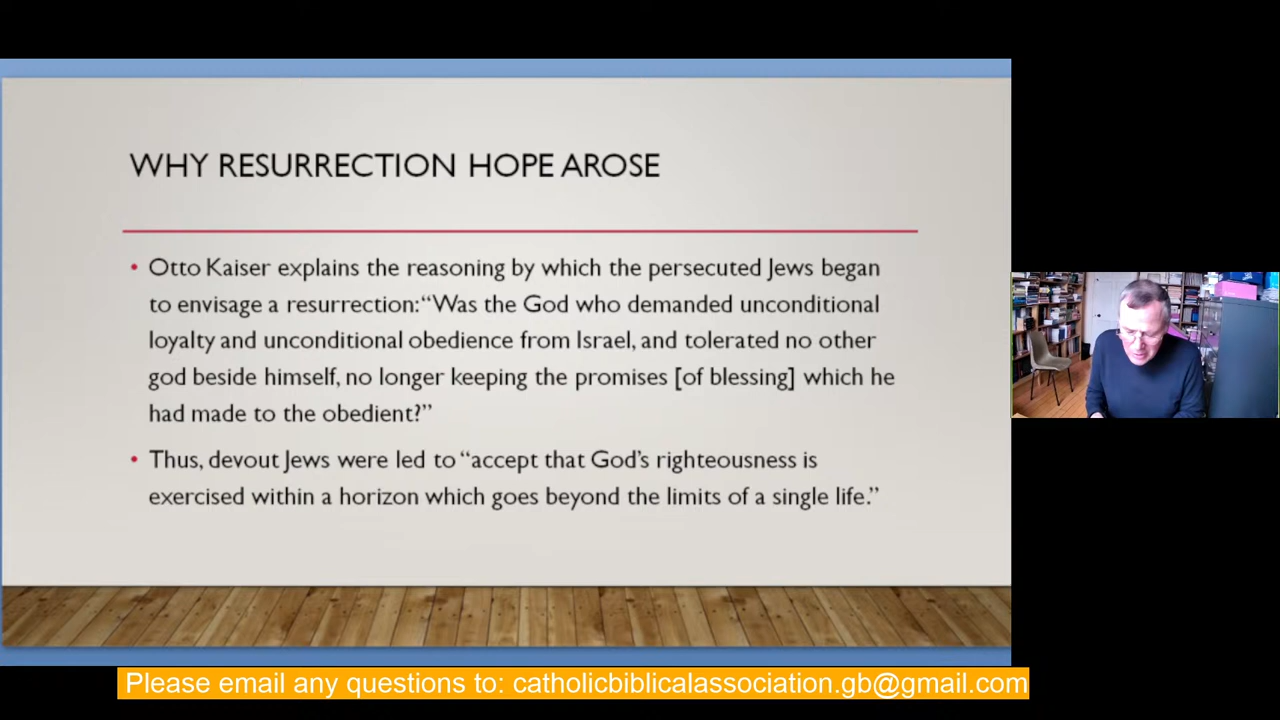 WHY RESURRECTION HOPE AROSE
• Otto Kaiser explains the reasoning by which the persecuted Jews began
to envisage a resurrection: “Was the God who demanded unconditional
loyalty and unconditional obedience from Israel, and tolerated no other
god beside himself, no longer keeping the promises [of blessing] which he
had made to the obedient?”
• Thus, devout Jews were led to “accept that God’s righteousness is
exercised within a horizon which goes beyond the limits of a single life.”
Please email any questions to: catholicbiblicalassociation.gb@gmail.com